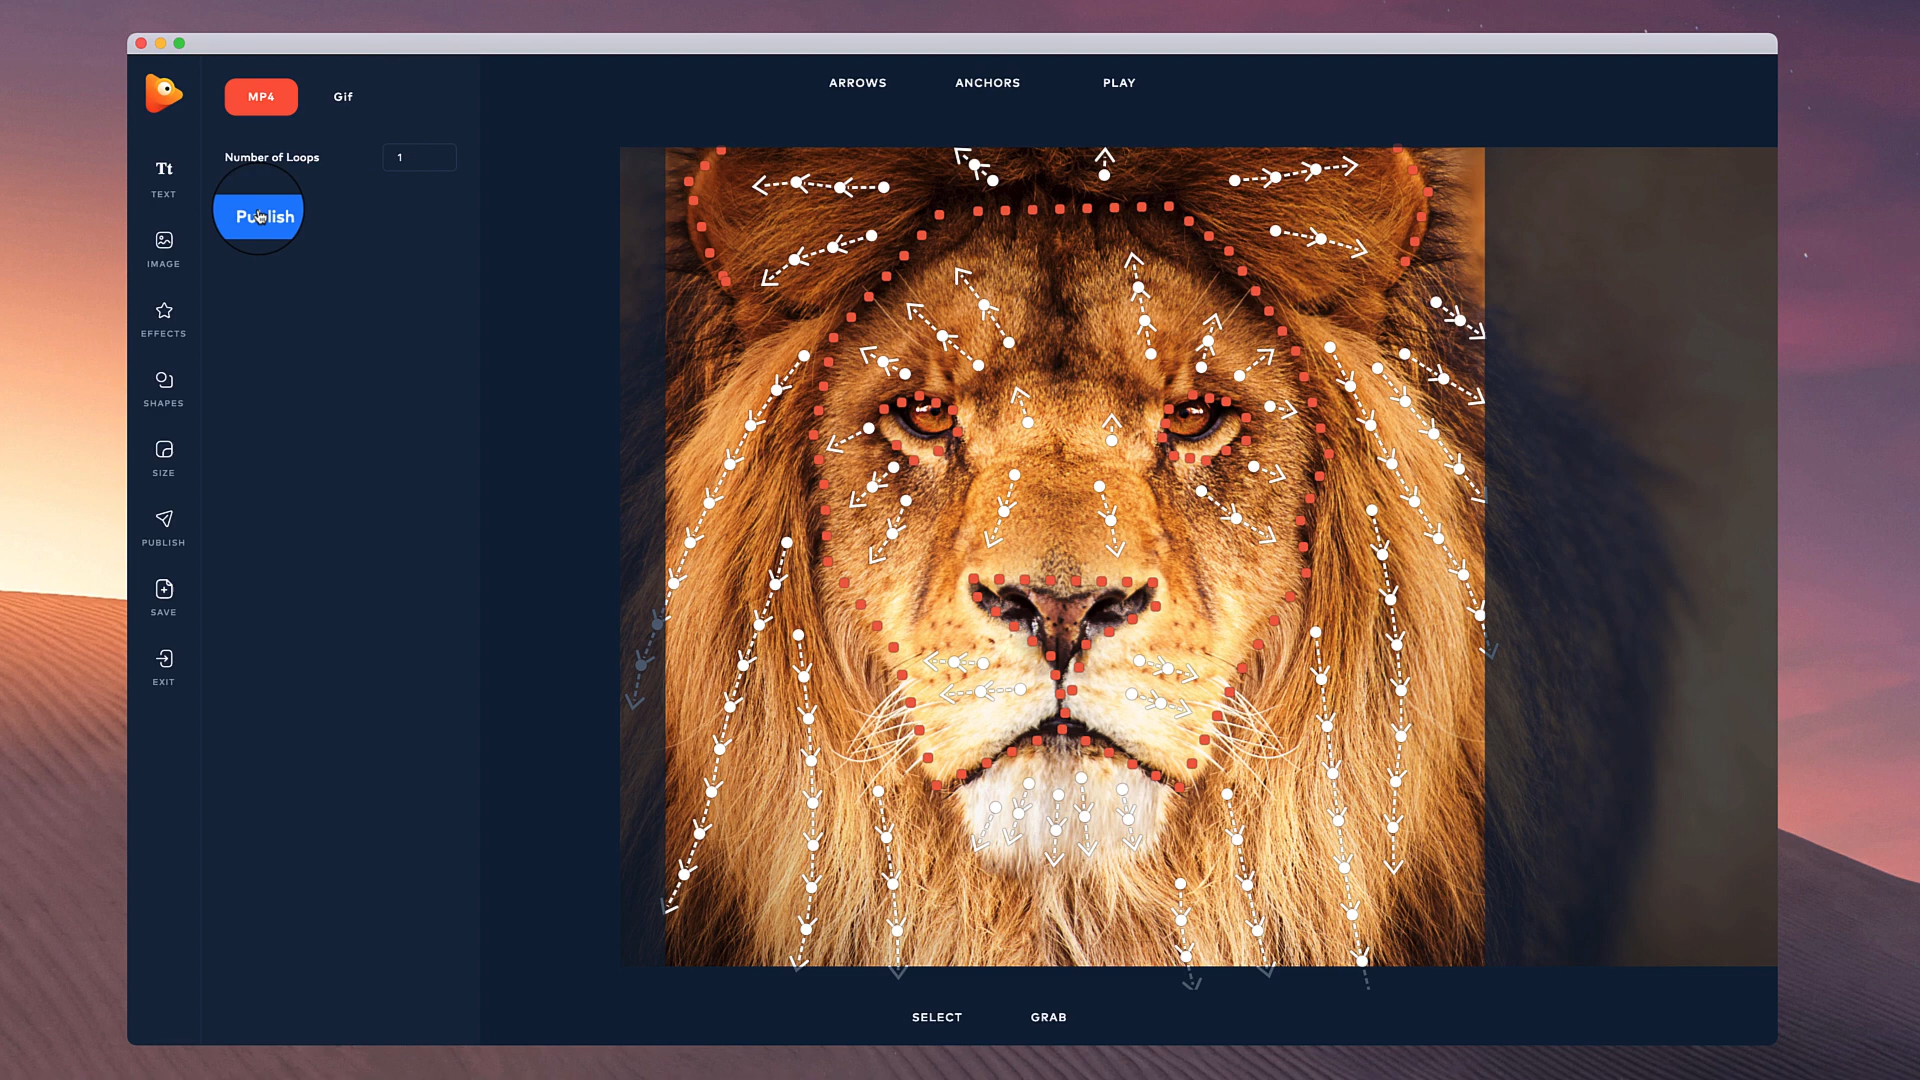 MP4
Gif
Number of Loops
1
Publish
Tt
TEXT
IMAGE
EFFECTS
SHAPES
SIZE
PUBLISH
SAVE
EXIT
ARROWS
ANCHORS
PLAY
SELECT
GRAB